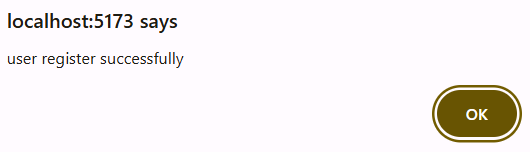 localhost:5173 says
user register successfully
OK